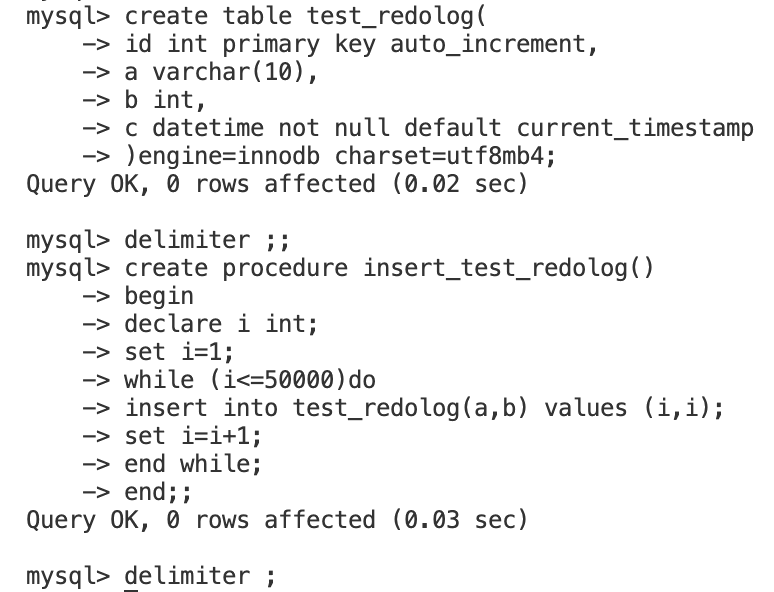 mysql> create table test_redolog(
    -> id int primary key auto_increment,
    -> a varchar(10),
    -> b int,
    -> c datetime not null default current_timestamp
    -> )engine=innodb charset=utf8mb4;
Query OK, 0 rows affected (0.02 sec)

mysql> delimiter ;;
mysql> create procedure insert_test_redolog()
    -> begin
    -> declare i int;
    -> set i=1;
    -> while (i<=50000)do
    -> insert into test_redolog(a,b) values (i,i);
    -> set i=i+1;
    -> end while;
    -> end;;
Query OK, 0 rows affected (0.03 sec)

mysql> delimiter ;